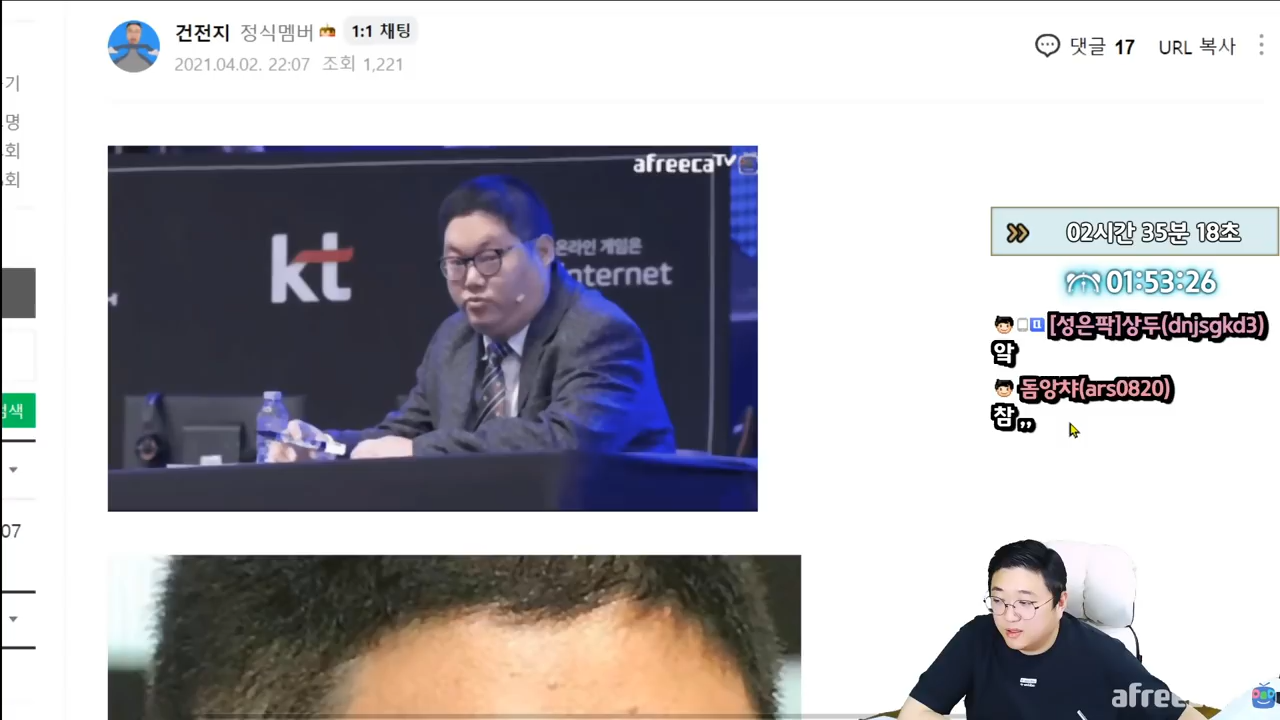 건전지 정식멤버 1:1 채팅
2021.04.02. 22:07 조회 1,221
댓글 17 URL 복사
기
명
회
회
검색
07
afreecaTV
kt
온라인 게임은
internet
02시간 35분 18초
01:53:26
[성은팍]상두(dnjsgkd3)
악
돔앙챠(ars0820)
참,,
afree